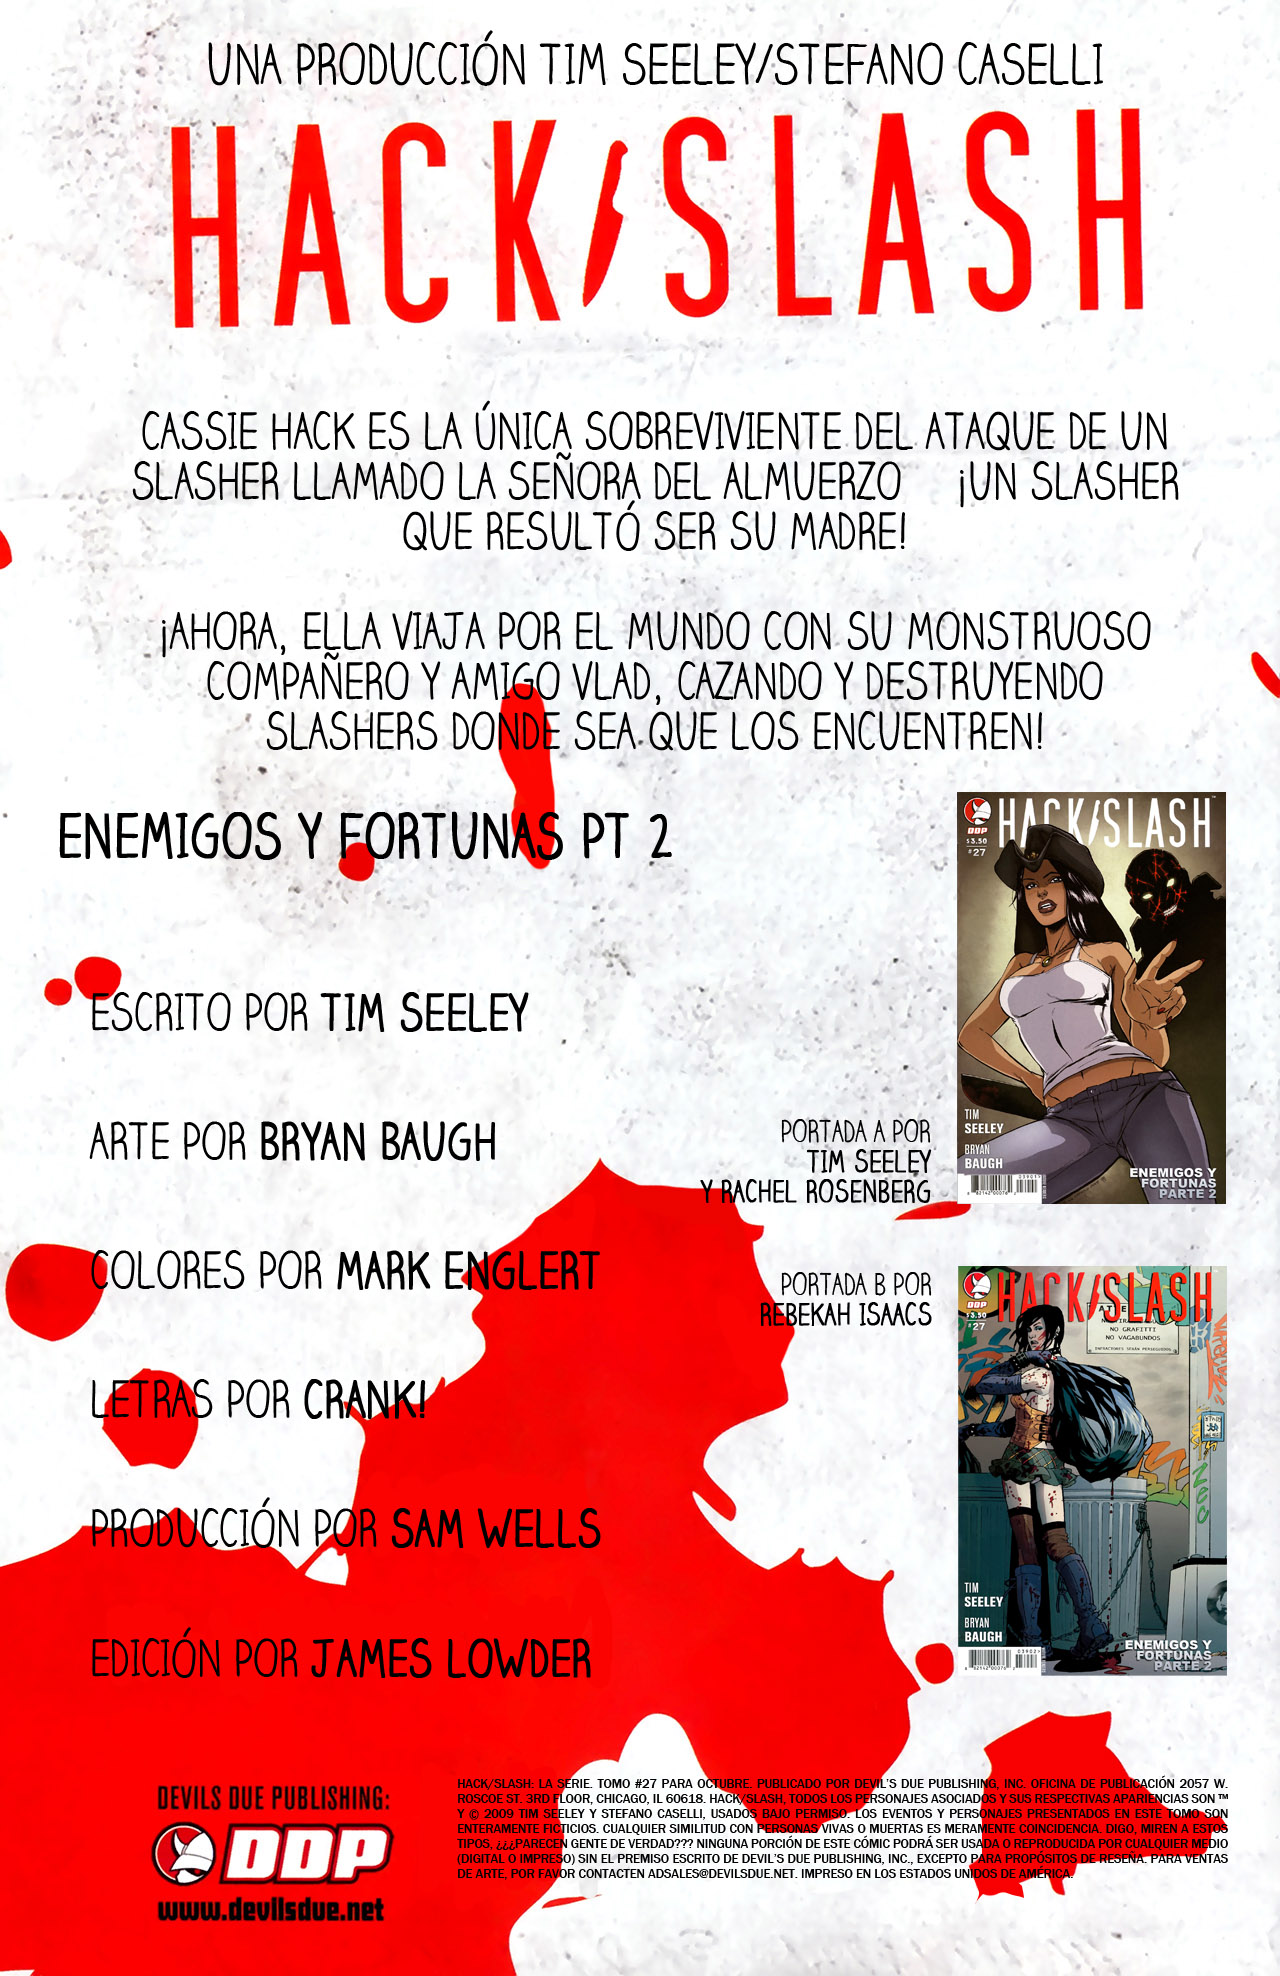 UNA PRODUCCIÓN TIM SEELEY/STEFANO CASELLI
HACK/SLASH
CASSIE HACK ES LA ÚNICA SOBREVIVIENTE DEL ATAQUE DE UN
SLASHER LLAMADO LA SEÑORA DEL ALMUERZO ¡UN SLASHER
QUE RESULTÓ SER SU MADRE!
¡AHORA, ELLA VIAJA POR EL MUNDO CON SU MONSTRUOSO
COMPAÑERO Y AMIGO VLAD, CAZANDO Y DESTRUYENDO
SLASHERS DONDE SEA QUE LOS ENCUENTREN!
ENEMIGOS Y FORTUNAS PT 2
ESCRITO POR TIM SEELEY
ARTE POR BRYAN BAUGH
COLORES POR MARK ENGLERT
LETRAS POR CRANK!
PRODUCCIÓN POR SAM WELLS
EDICIÓN POR JAMES LOWDER
PORTADA A POR
TIM SEELEY
Y RACHEL ROSENBERG
HACK/SLASH
DDP
$3.50
#27
TIM
SEELEY
BRYAN
BAUGH
ENEMIGOS Y
FORTUNAS
PARTE 2
PORTADA B POR
REBEKAH ISAACS
HACK/SLASH
DDP
$3.50
#27
NO GRAFITTI
NO VAGABUNDOS
TIM
SEELEY
BRYAN
BAUGH
ENEMIGOS Y
FORTUNAS
PARTE 2
DEVILS DUE PUBLISHING:
DDP
www.devilsdue.net
HACK/SLASH: LA SERIE. TOMO #27 PARA OCTUBRE. PUBLICADO POR DEVIL'S DUE PUBLISHING, INC. OFICINA DE PUBLICACIÓN 2057 W.
ROSCOE ST. 3RD FLOOR, CHICAGO, IL 60618. HACK/SLASH, TODOS LOS PERSONAJES ASOCIADOS Y SUS RESPECTIVAS APARIENCIAS SON ™
Y © 2009 TIM SEELEY Y STEFANO CASELLI, USADOS BAJO PERMISO. LOS EVENTOS Y PERSONAJES PRESENTADOS EN ESTE TOMO SON
ENTERAMENTE FICTICIOS. CUALQUIER SIMILITUD CON PERSONAS VIVAS O MUERTAS ES MERAMENTE COINCIDENCIA. DIGO, MIREN A ESTOS
TIPOS. ¿¿¿PARECEN GENTE DE VERDAD??? NINGUNA PORCIÓN DE ESTE CÓMIC PODRÁ SER USADA O REPRODUCIDA POR CUALQUIER MEDIO
(DIGITAL O IMPRESO) SIN EL PREMISO ESCRITO DE DEVIL'S DUE PUBLISHING, INC., EXCEPTO PARA PROPÓSITOS DE RESEÑA. PARA VENTAS
DE ARTE, POR FAVOR CONTACTEN ADSALES@DEVILSDUE.NET. IMPRESO EN LOS ESTADOS UNIDOS DE AMÉRICA.